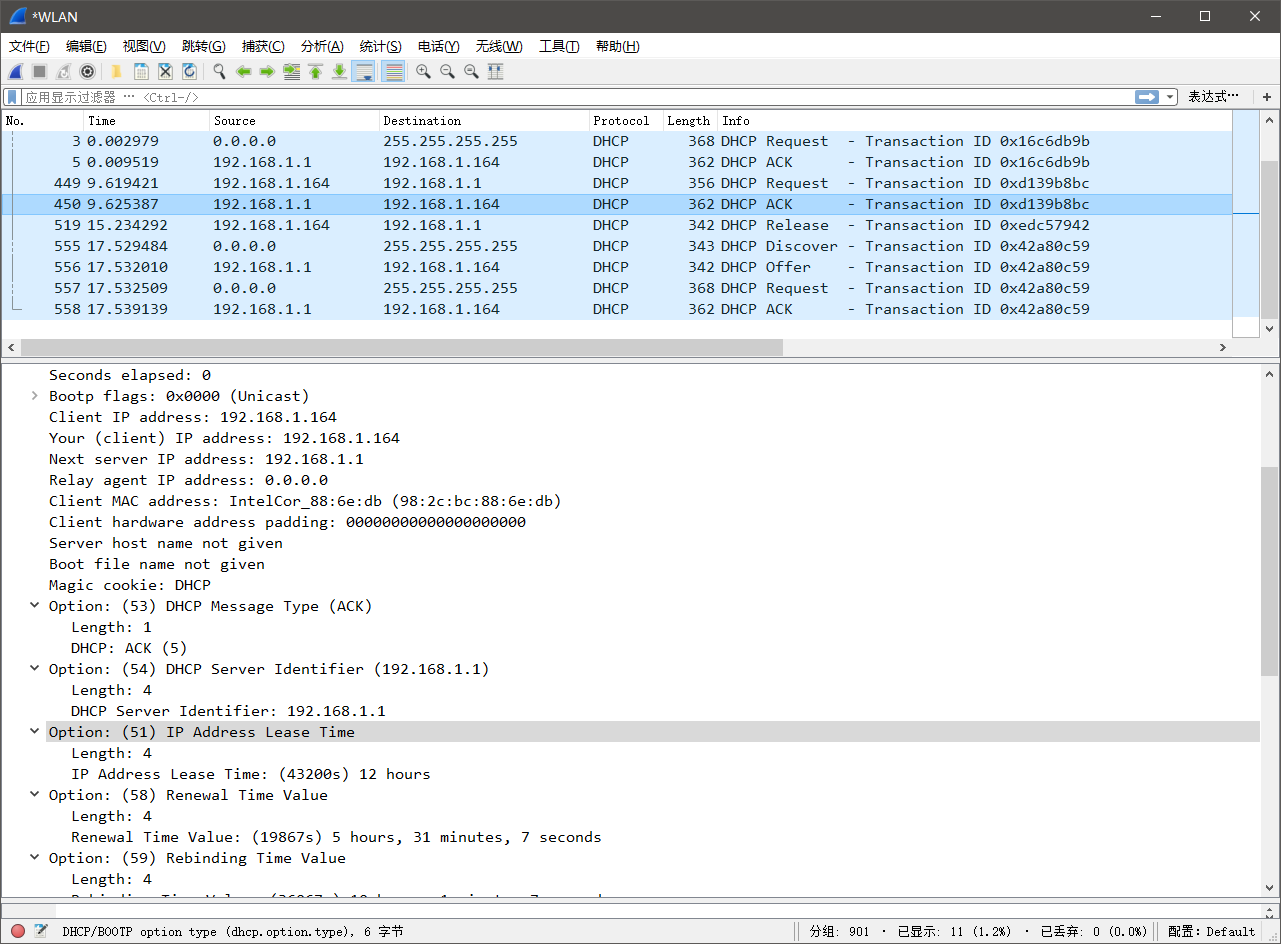 *WLAN
文件(F) 编辑(E) 视图(V) 跳转(G) 捕获(C) 分析(A) 统计(S) 电话(Y) 无线(W) 工具(T) 帮助(H)
应用显示过滤器 … <Ctrl-/> 表达式… +
No. Time Source Destination Protocol Length Info
3 0.002979 0.0.0.0 255.255.255.255 DHCP 368 DHCP Request - Transaction ID 0x16c6db9b
5 0.009519 192.168.1.1 192.168.1.164 DHCP 362 DHCP ACK - Transaction ID 0x16c6db9b
449 9.619421 192.168.1.164 192.168.1.1 DHCP 356 DHCP Request - Transaction ID 0xd139b8bc
450 9.625387 192.168.1.1 192.168.1.164 DHCP 362 DHCP ACK - Transaction ID 0xd139b8bc
519 15.234292 192.168.1.164 192.168.1.1 DHCP 342 DHCP Release - Transaction ID 0xedc57942
555 17.529484 0.0.0.0 255.255.255.255 DHCP 343 DHCP Discover - Transaction ID 0x42a80c59
556 17.532010 192.168.1.1 192.168.1.164 DHCP 342 DHCP Offer - Transaction ID 0x42a80c59
557 17.532509 0.0.0.0 255.255.255.255 DHCP 368 DHCP Request - Transaction ID 0x42a80c59
558 17.539139 192.168.1.1 192.168.1.164 DHCP 362 DHCP ACK - Transaction ID 0x42a80c59
Seconds elapsed: 0
Bootp flags: 0x0000 (Unicast)
Client IP address: 192.168.1.164
Your (client) IP address: 192.168.1.164
Next server IP address: 192.168.1.1
Relay agent IP address: 0.0.0.0
Client MAC address: IntelCor_88:6e:db (98:2c:bc:88:6e:db)
Client hardware address padding: 00000000000000000000
Server host name not given
Boot file name not given
Magic cookie: DHCP
Option: (53) DHCP Message Type (ACK)
Length: 1
DHCP: ACK (5)
Option: (54) DHCP Server Identifier (192.168.1.1)
Length: 4
DHCP Server Identifier: 192.168.1.1
Option: (51) IP Address Lease Time
Length: 4
IP Address Lease Time: (43200s) 12 hours
Option: (58) Renewal Time Value
Length: 4
Renewal Time Value: (19867s) 5 hours, 31 minutes, 7 seconds
Option: (59) Rebinding Time Value
Length: 4
DHCP/BOOTP option type (dhcp.option.type), 6 字节 分组: 901 · 已显示: 11 (1.2%) · 已丢弃: 0 (0.0%) 配置: Default